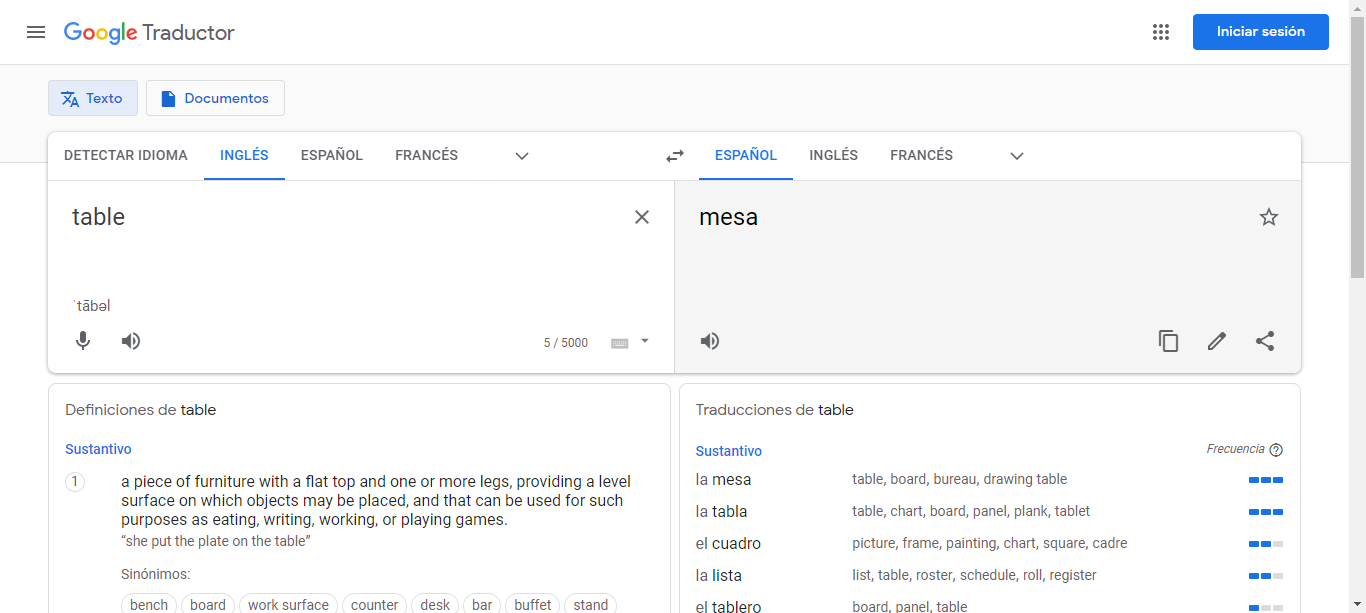 Google Traductor
Iniciar sesión
Texto
Documentos
DETECTAR IDIOMA INGLÉS ESPAÑOL FRANCÉS
ESPAÑOL INGLÉS FRANCÉS
table
mesa
ˈtābəl
5 / 5000
Definiciones de table
Sustantivo
1
a piece of furniture with a flat top and one or more legs, providing a level
surface on which objects may be placed, and that can be used for such
purposes as eating, writing, working, or playing games.
“she put the plate on the table”
Sinónimos:
bench board work surface counter desk bar buffet stand
Traducciones de table
Sustantivo Frecuencia
la mesa table, board, bureau, drawing table
la tabla table, chart, board, panel, plank, tablet
el cuadro picture, frame, painting, chart, square, cadre
la lista list, table, roster, schedule, roll, register
el tablero board, panel, table